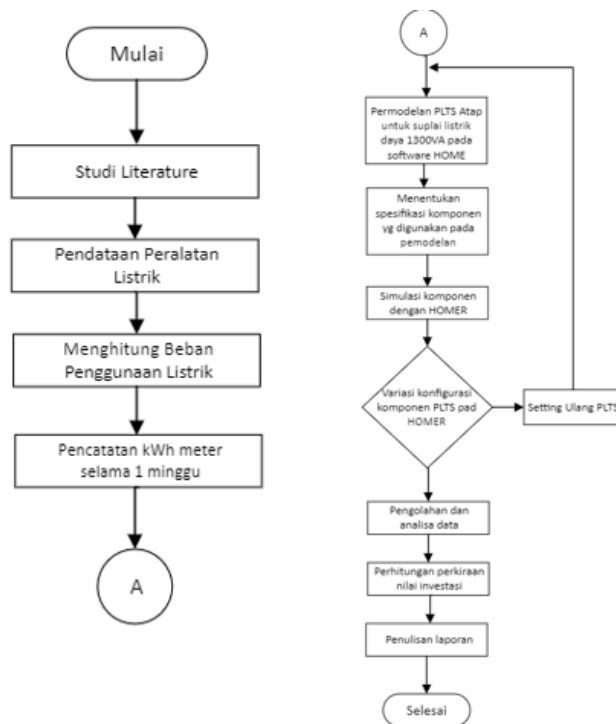 Mulai
Studi Literature
Pendataan Peralatan
Listrik
Menghitung Beban
Penggunaan Listrik
Pencatatan kWh meter
selama 1 minggu
A
A
Permodelan PLTS Atap
untuk suplai listrik
daya 1300VA pada
software HOME
Menentukan
spesifikasi komponen
yg digunakan pada
pemodelan
Simulasi komponen
dengan HOMER
Variasi konfigurasi
komponen PLTS pad
HOMER
Setting Ulang PLTS
Pengolahan dan
analisa data
Perhitungan perkiraan
nilai investasi
Penulisan laporan
Selesai